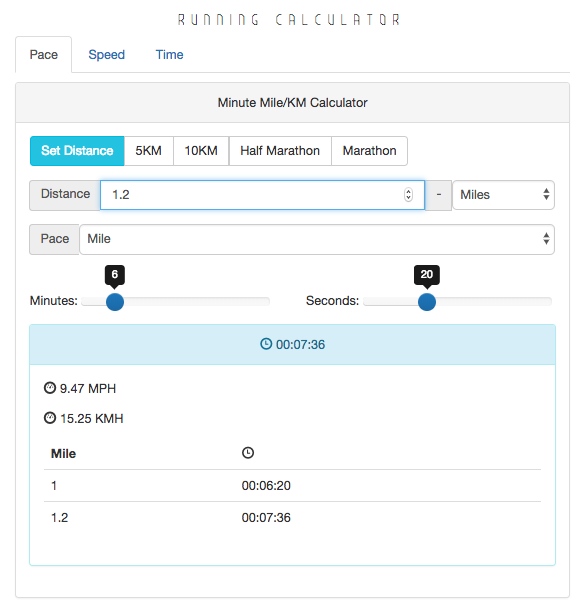 RUNNING CALCULATOR
Pace Speed Time
Minute Mile/KM Calculator
Set Distance 5KM 10KM Half Marathon Marathon
Distance 1.2 - Miles
Pace Mile
6 20
Minutes: Seconds:
00:07:36
9.47 MPH
15.25 KMH
Mile
1 00:06:20
1.2 00:07:36